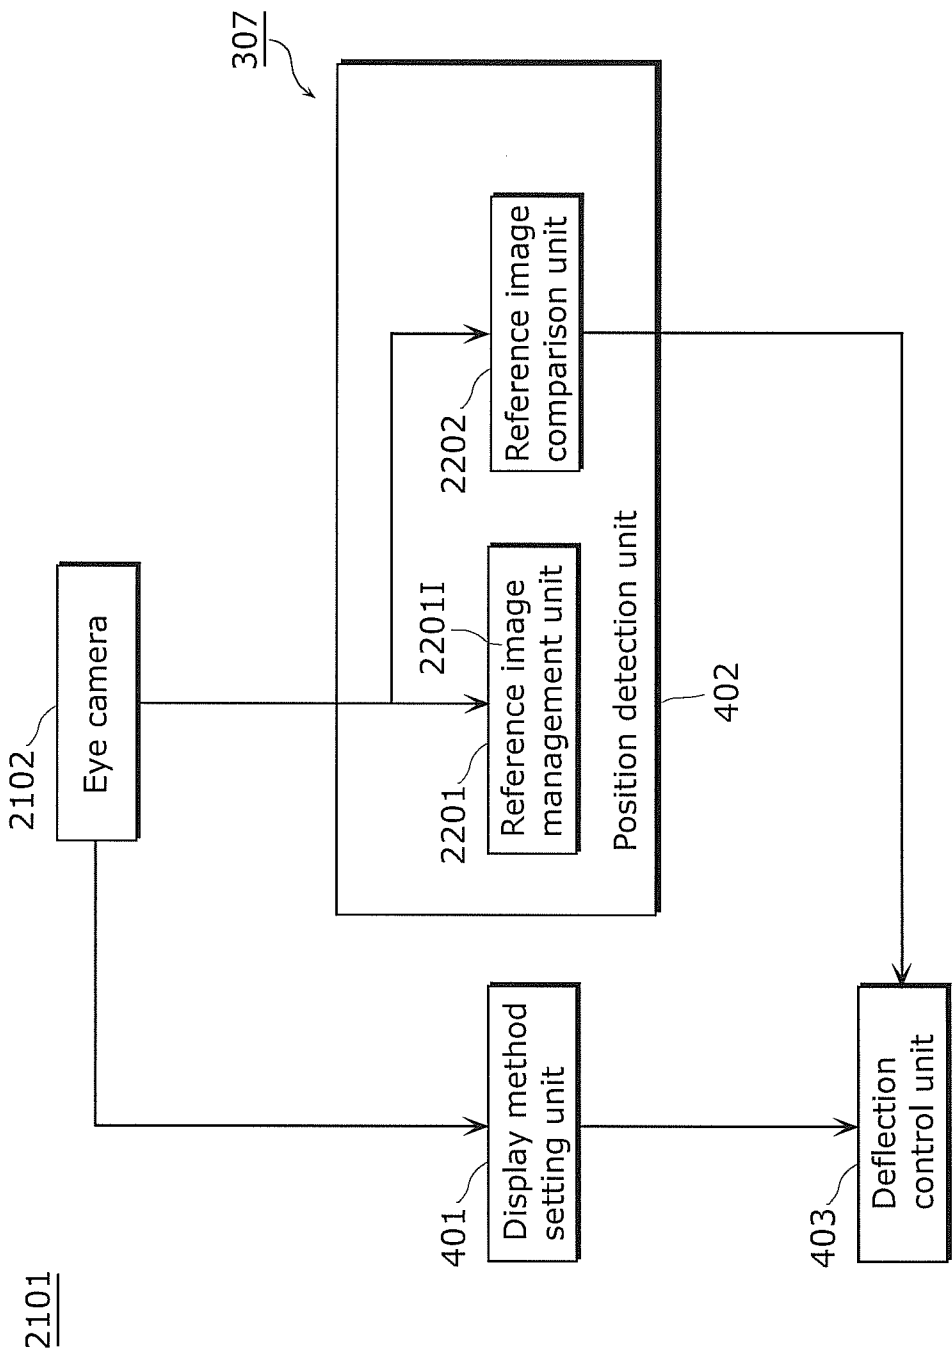 2101
2102
Eye camera
307
401
Display method
setting unit
2201
2201I
Reference image
management unit
2202
Reference image
comparison unit
Position detection unit
402
403
Deflection
control unit